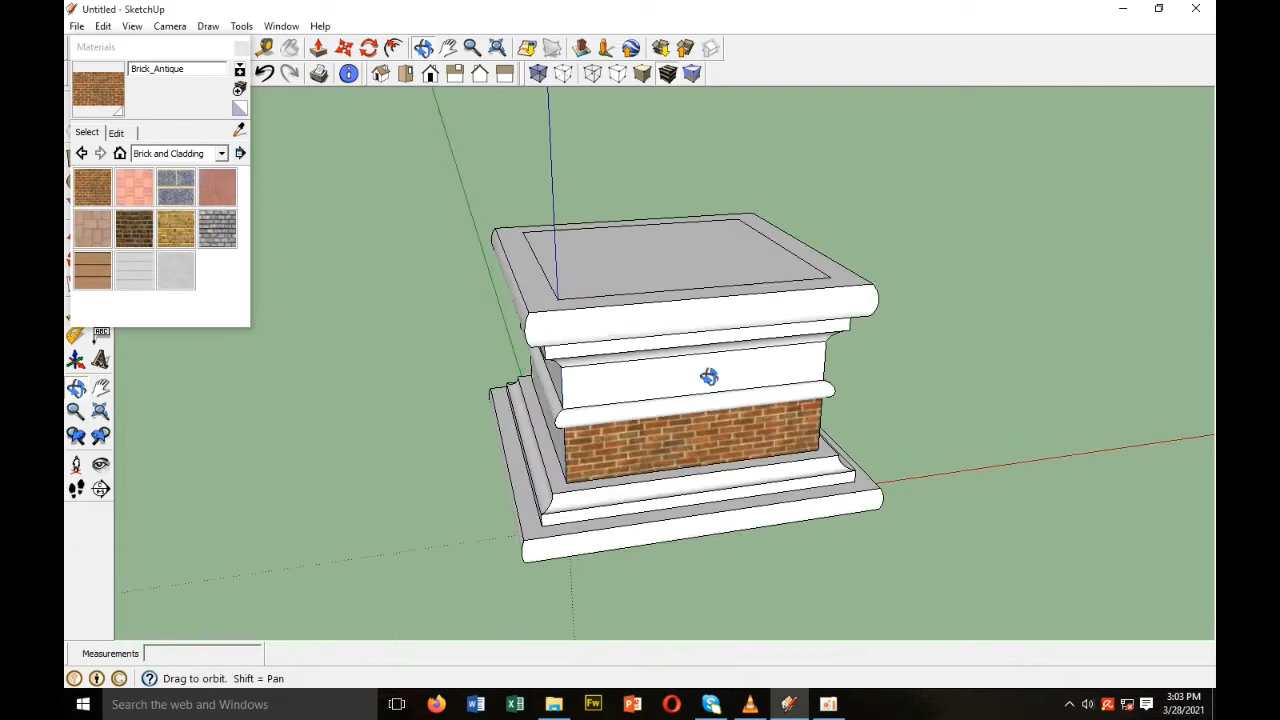 Untitled - SketchUp
File Edit View Camera Draw Tools Window Help
Materials
Brick_Antique
Select Edit
Brick and Cladding
ABC
Measurements
Drag to orbit. Shift = Pan
Search the web and Windows
3:03 PM
3/28/2021